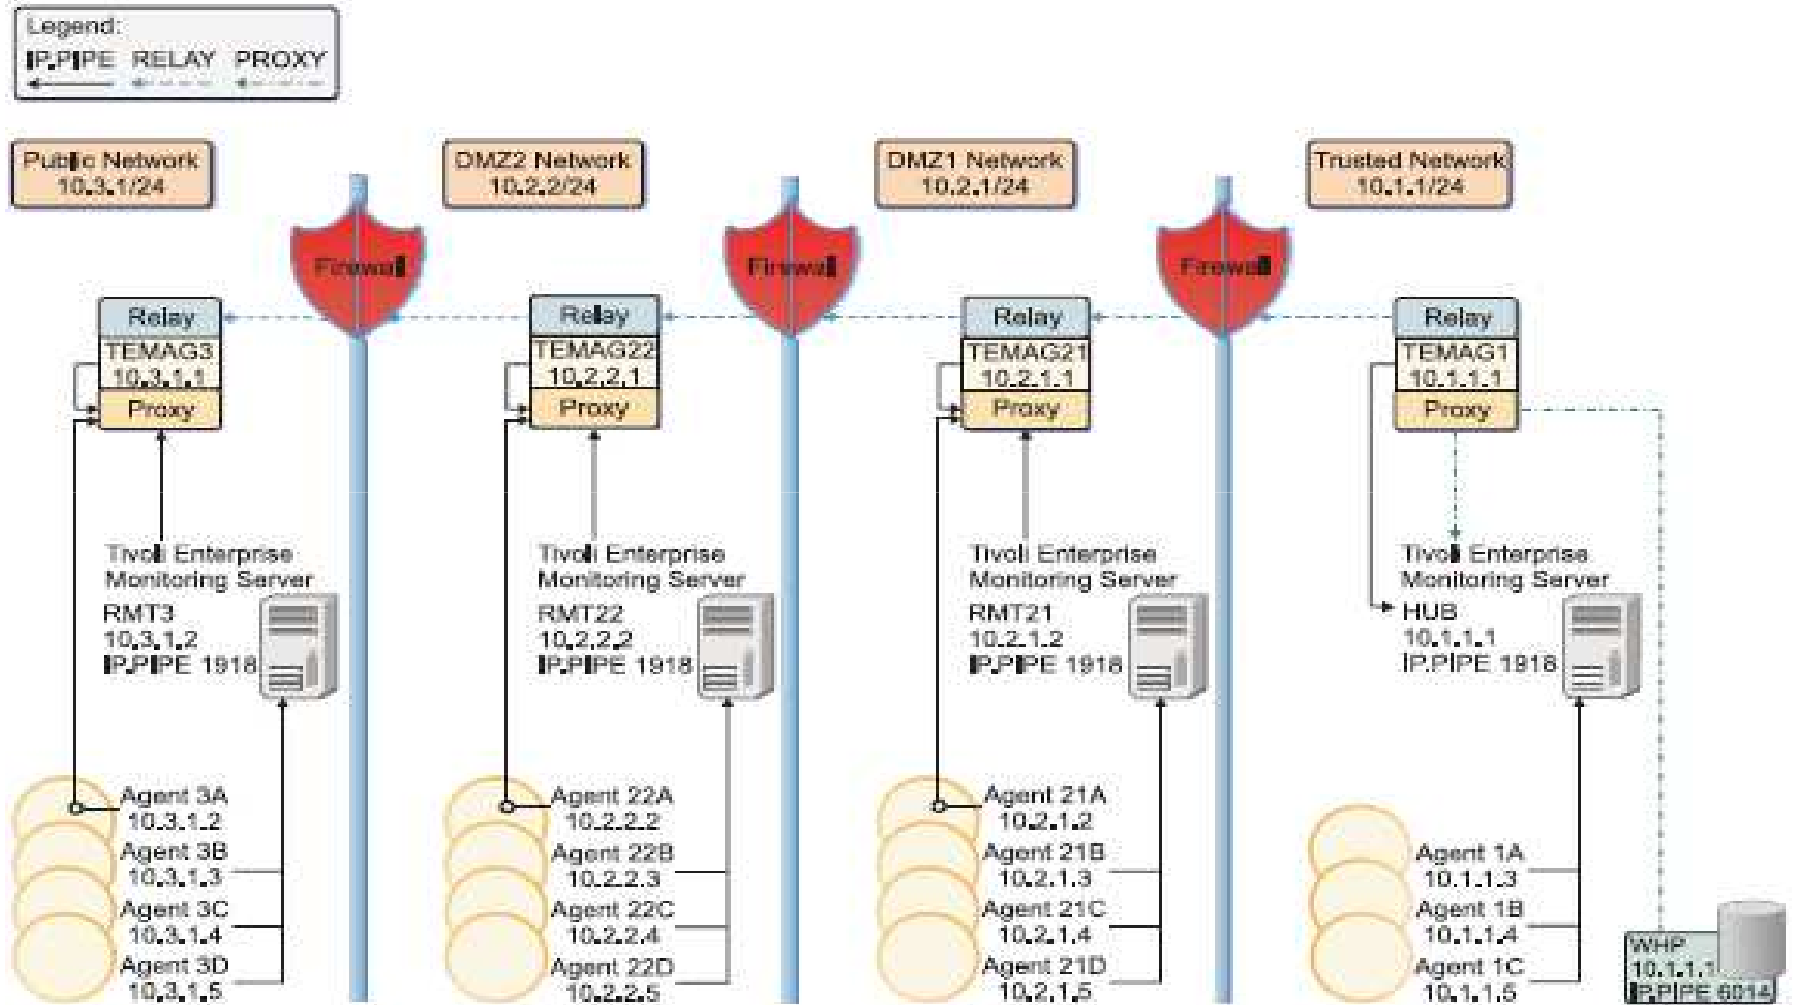 Legend:
IP.PIPE RELAY PROXY
Public Network
10.3.1/24
DMZ2 Network
10.2.2/24
DMZ1 Network
10.2.1/24
Trusted Network
10.1.1/24
Firewall
Firewall
Firewall
Relay
TEMAG3
10.3.1.1
Proxy
Relay
TEMAG22
10.2.2.1
Proxy
Relay
TEMAG21
10.2.1.1
Proxy
Relay
TEMAG1
10.1.1.1
Proxy
Tivoli Enterprise
Monitoring Server
RMT3
10.3.1.2
IP.PIPE 1918
Tivoli Enterprise
Monitoring Server
RMT22
10.2.2.2
IP.PIPE 1918
Tivoli Enterprise
Monitoring Server
RMT21
10.2.1.2
IP.PIPE 1918
Tivoli Enterprise
Monitoring Server
HUB
10.1.1.1
IP.PIPE 1918
Agent 3A
10.3.1.2
Agent 3B
10.3.1.3
Agent 3C
10.3.1.4
Agent 3D
10.3.1.5
Agent 22A
10.2.2.2
Agent 22B
10.2.2.3
Agent 22C
10.2.2.4
Agent 22D
10.2.2.5
Agent 21A
10.2.1.2
Agent 21B
10.2.1.3
Agent 21C
10.2.1.4
Agent 21D
10.2.1.5
Agent 1A
10.1.1.3
Agent 1B
10.1.1.4
Agent 1C
10.1.1.5
WHP
10.1.1.1
IP.PIPE 6014